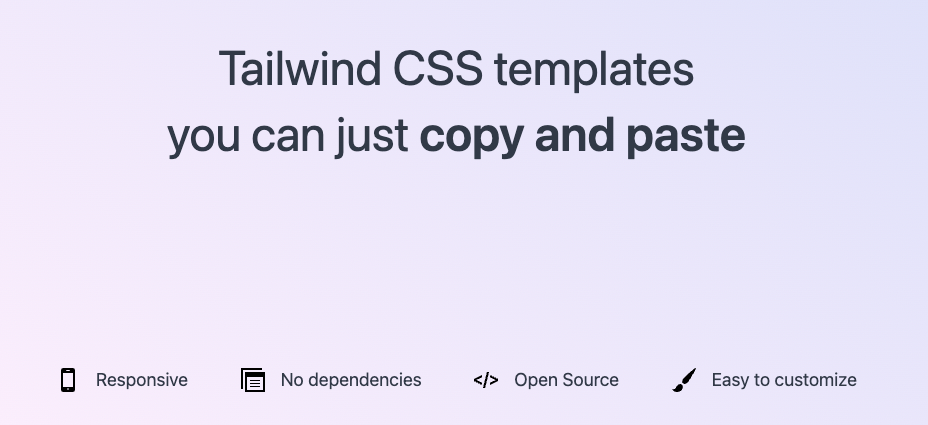 Tailwind CSS templates
you can just copy and paste
Responsive
No dependencies
Open Source
Easy to customize